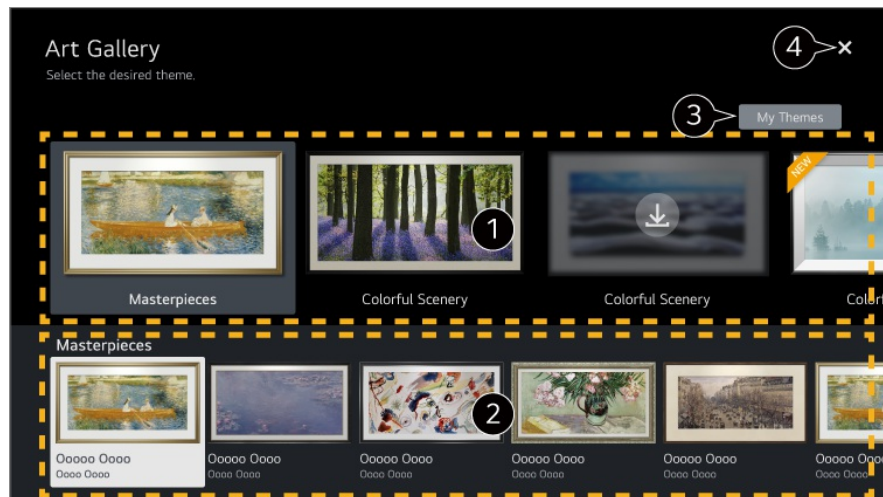 Art Gallery
Select the desired theme.
4
3
My Themes
NEW
1
Masterpieces
Colorful Scenery
Colorful Scenery
Masterpieces
2
Ooooo Oooo
Ooooo Oooo
Ooooo Oooo
Ooooo Oooo
Ooooo Oooo
Oooo Oooo
Oooo Oooo
Oooo Oooo
Oooo Oooo
Oooo Oooo